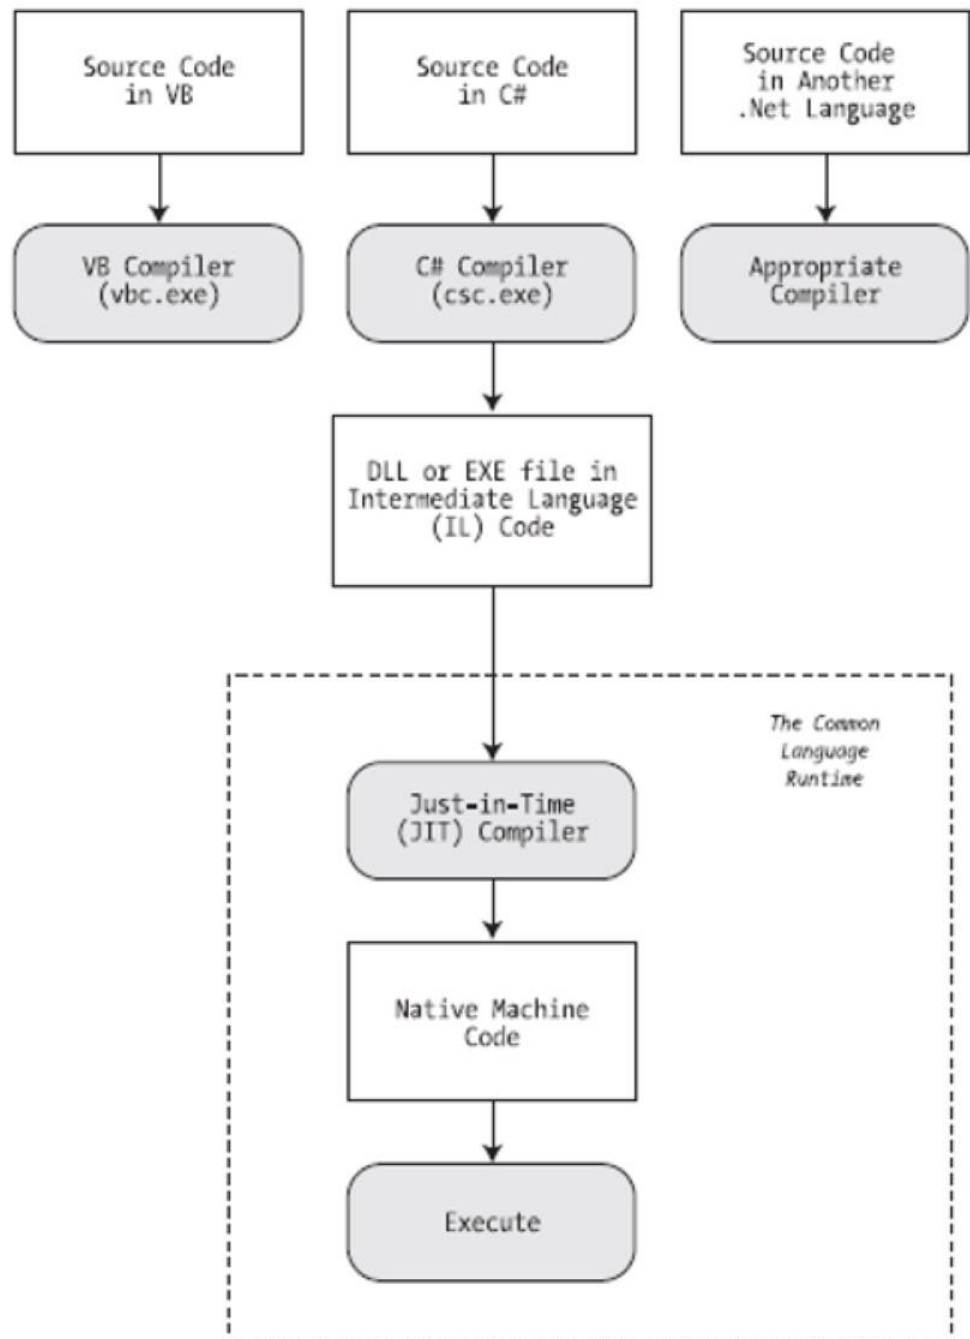 Source Code
in VB
Source Code
in C#
Source Code
in Another
.Net Language
VB Compiler
(vbc.exe)
C# Compiler
(csc.exe)
Appropriate
Compiler
DLL or EXE file in
Intermediate Language
(IL) Code
The Common
Language
Runtime
Just-in-Time
(JIT) Compiler
Native Machine
Code
Execute